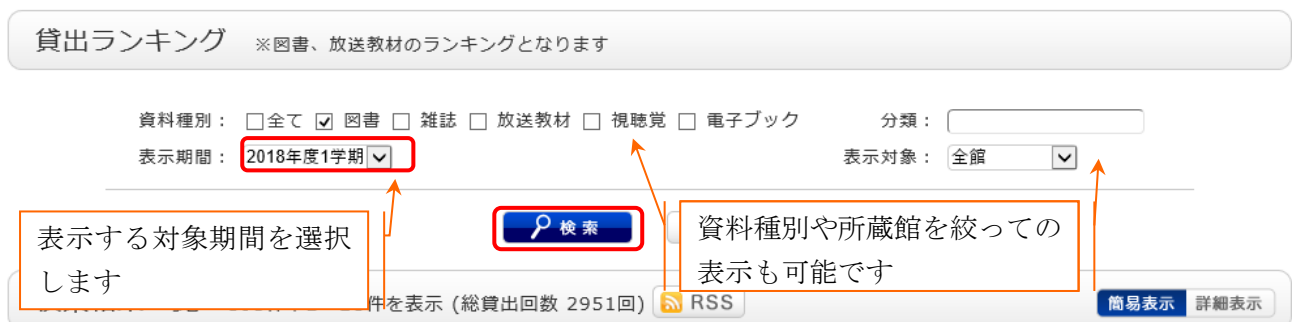 貸出ランキング ※図書、放送教材のランキングとなります
資料種別： □全て ☑ 図書 □ 雑誌 □ 放送教材 □ 視聴覚 □ 電子ブック 分類：
表示期間： 2018年度1学期 表示対象： 全館
検索
表示する対象期間を選択
します
資料種別や所蔵館を絞っての
表示も可能です
件を表示 (総貸出回数 2951回) RSS 簡易表示 詳細表示